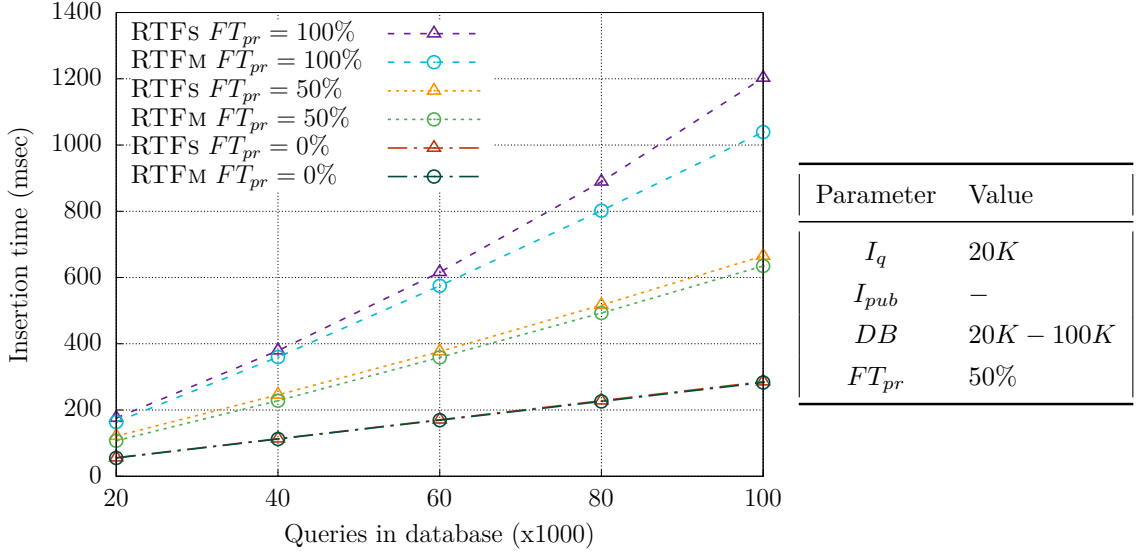 1400
1200
1000
800
600
400
200
0
Insertion time (msec)
RTFs FT_pr = 100%
RTFM FT_pr = 100%
RTFs FT_pr = 50%
RTFM FT_pr = 50%
RTFs FT_pr = 0%
RTFM FT_pr = 0%
20 40 60 80 100
Queries in database (x1000)
Parameter Value
I_q 20K
I_pub −
DB 20K − 100K
FT_pr 50%